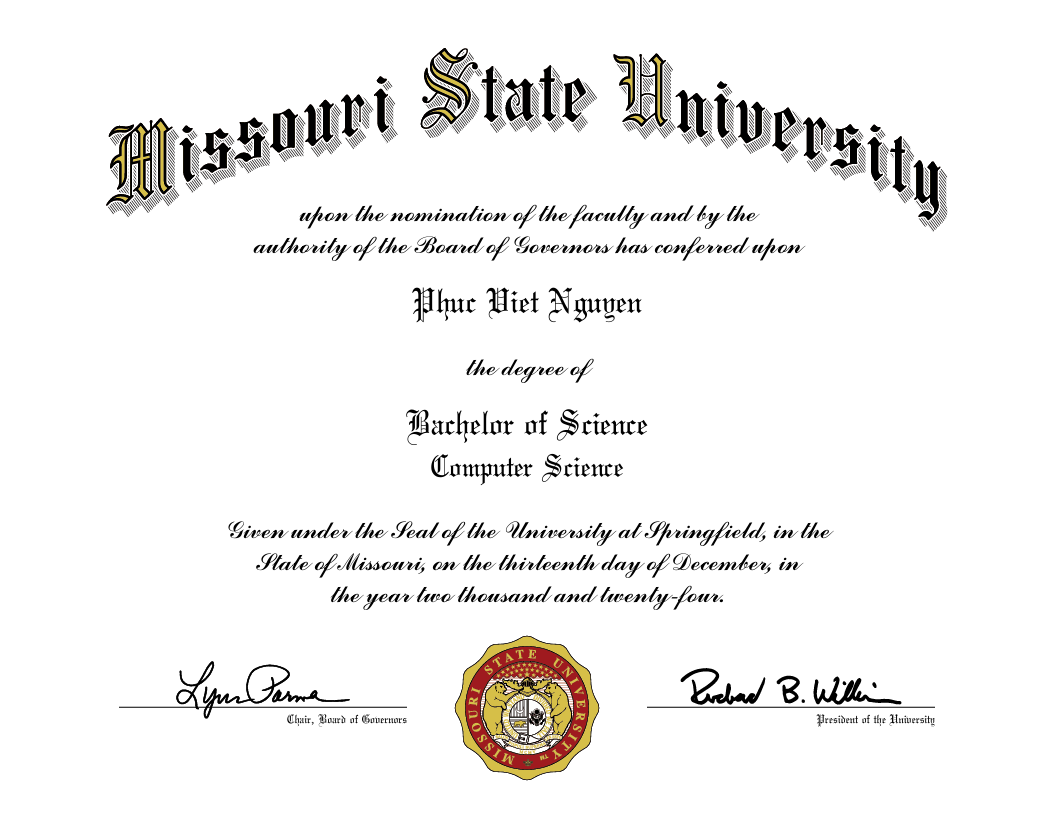 Missouri State University
upon the nomination of the faculty and by the
authority of the Board of Governors has conferred upon
Phuc Viet Nguyen
the degree of
Bachelor of Science
Computer Science
Given under the Seal of the University at Springfield, in the
State of Missouri, on the thirteenth day of December, in
the year two thousand and twenty-four.
Lynn Parma
Richard B. Williams
Chair, Board of Governors
President of the University
MISSOURI STATE UNIVERSITY™